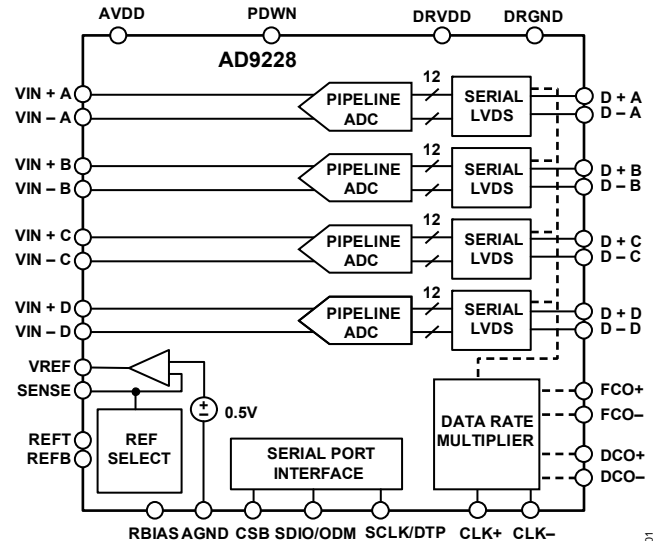 AVDD PDWN DRVDD DRGND
AD9228
VIN + A
VIN – A
PIPELINE
ADC
12
SERIAL
LVDS
D + A
D – A
VIN + B
VIN – B
PIPELINE
ADC
12
SERIAL
LVDS
D + B
D – B
VIN + C
VIN – C
PIPELINE
ADC
12
SERIAL
LVDS
D + C
D – C
VIN + D
VIN – D
PIPELINE
ADC
12
SERIAL
LVDS
D + D
D – D
VREF
SENSE
+
–
0.5V
REFT
REFB
REF
SELECT
SERIAL PORT
INTERFACE
DATA RATE
MULTIPLIER
FCO+
FCO–
DCO+
DCO–
RBIAS AGND CSB SDIO/ODM SCLK/DTP CLK+ CLK–